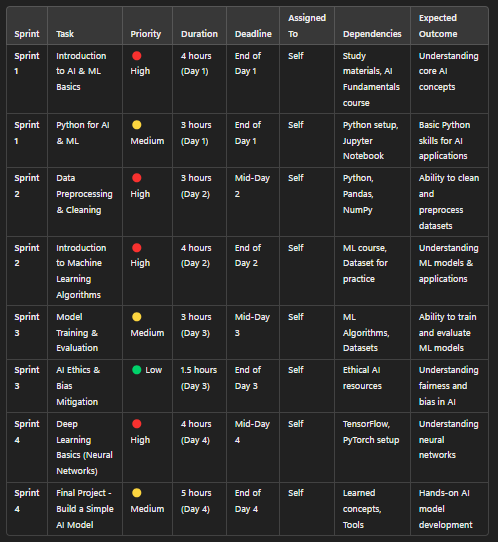 Sprint Task Priority Duration Deadline Assigned To Dependencies Expected Outcome
Sprint 1 Introduction to AI & ML Basics High 4 hours (Day 1) End of Day 1 Self Study materials, AI Fundamentals course Understanding core AI concepts
Sprint 1 Python for AI & ML Medium 3 hours (Day 1) End of Day 1 Self Python setup, Jupyter Notebook Basic Python skills for AI applications
Sprint 2 Data Preprocessing & Cleaning High 3 hours (Day 2) Mid-Day 2 Self Python, Pandas, NumPy Ability to clean and preprocess datasets
Sprint 2 Introduction to Machine Learning Algorithms High 4 hours (Day 2) End of Day 2 Self ML course, Dataset for practice Understanding ML models & applications
Sprint 3 Model Training & Evaluation Medium 3 hours (Day 3) Mid-Day 3 Self ML Algorithms, Datasets Ability to train and evaluate ML models
Sprint 3 AI Ethics & Bias Mitigation Low 1.5 hours (Day 3) End of Day 3 Self Ethical AI resources Understanding fairness and bias in AI
Sprint 4 Deep Learning Basics (Neural Networks) High 4 hours (Day 4) Mid-Day 4 Self TensorFlow, PyTorch setup Understanding neural networks
Sprint 4 Final Project - Build a Simple AI Model Medium 5 hours (Day 4) End of Day 4 Self Learned concepts, Tools Hands-on AI model development